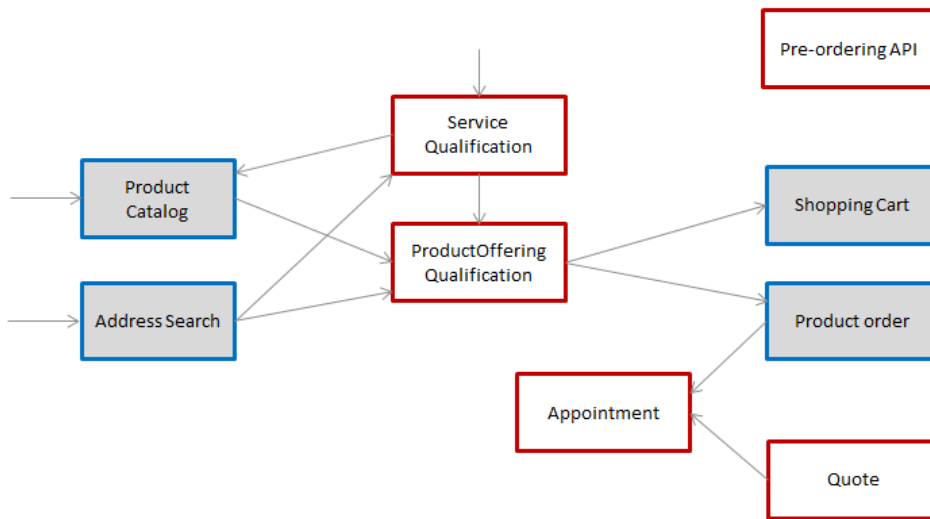 Pre-ordering API
Service
Qualification
Product
Catalog
Shopping Cart
ProductOffering
Qualification
Address Search
Product order
Appointment
Quote